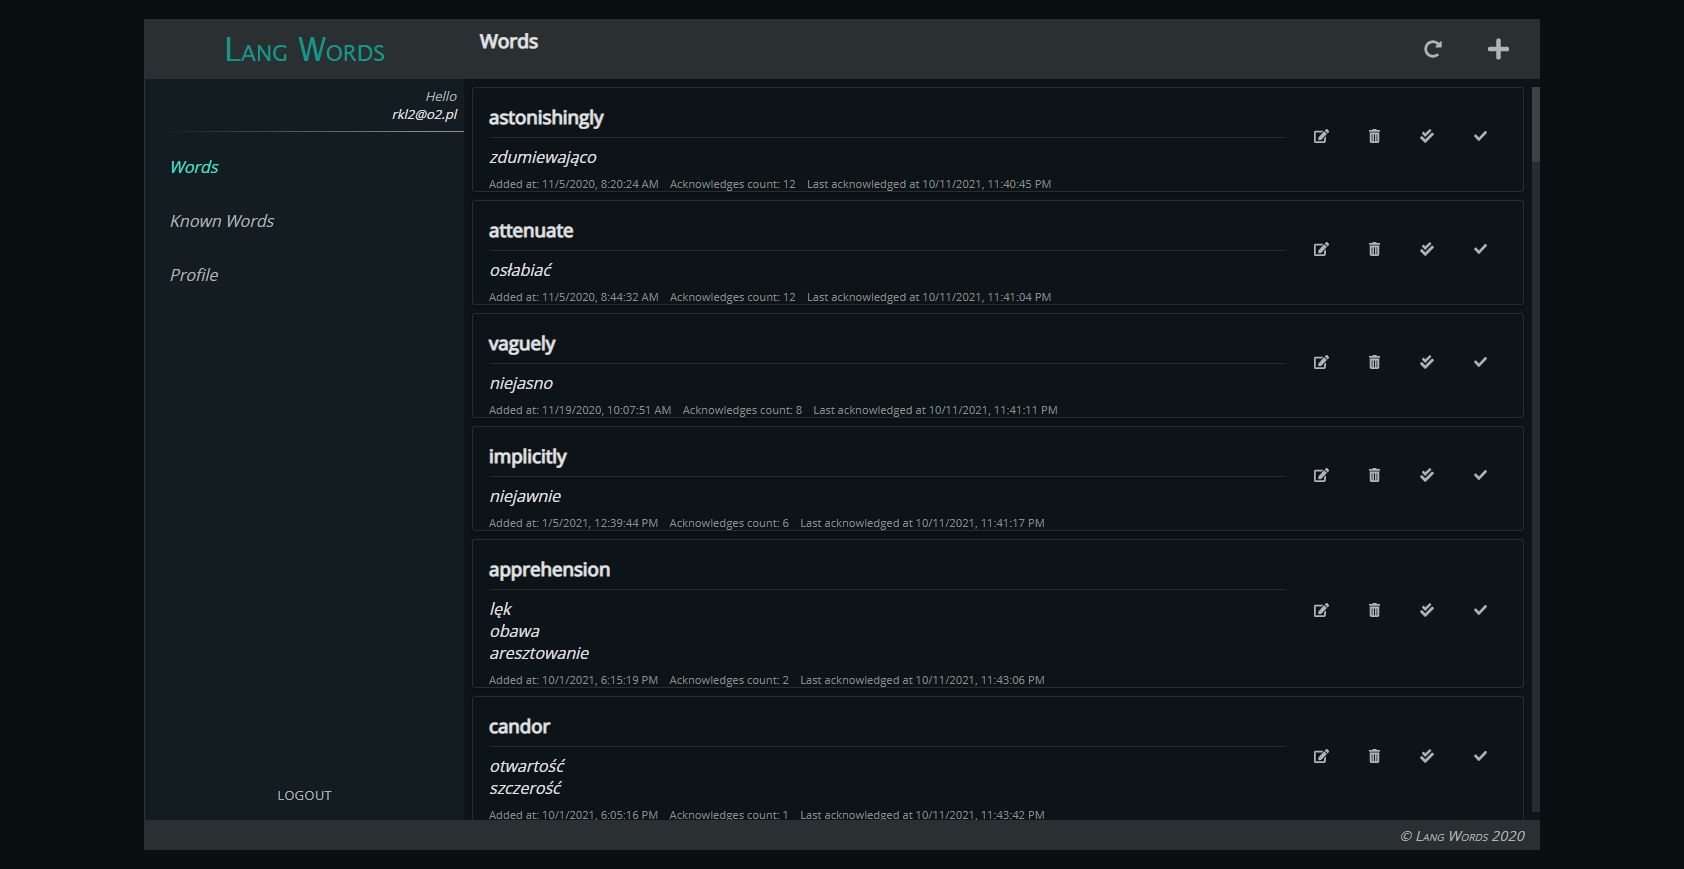 Lang Words
Words
Hello
rkl2@o2.pl
Words
Known Words
Profile
LOGOUT
astonishingly
zdumiewająco
Added at: 11/5/2020, 8:20:24 AM Acknowledges count: 12 Last acknowledged at 10/11/2021, 11:40:45 PM
attenuate
osłabiać
Added at: 11/5/2020, 8:44:32 AM Acknowledges count: 12 Last acknowledged at 10/11/2021, 11:41:04 PM
vaguely
niejasno
Added at: 11/19/2020, 10:07:51 AM Acknowledges count: 8 Last acknowledged at 10/11/2021, 11:41:11 PM
implicitly
niejawnie
Added at: 1/5/2021, 12:39:44 PM Acknowledges count: 6 Last acknowledged at 10/11/2021, 11:41:17 PM
apprehension
lęk
obawa
aresztowanie
Added at: 10/1/2021, 6:15:19 PM Acknowledges count: 2 Last acknowledged at 10/11/2021, 11:43:06 PM
candor
otwartość
szczerość
Added at: 10/1/2021, 6:05:16 PM Acknowledges count: 1 Last acknowledged at 10/11/2021, 11:43:42 PM
© Lang Words 2020